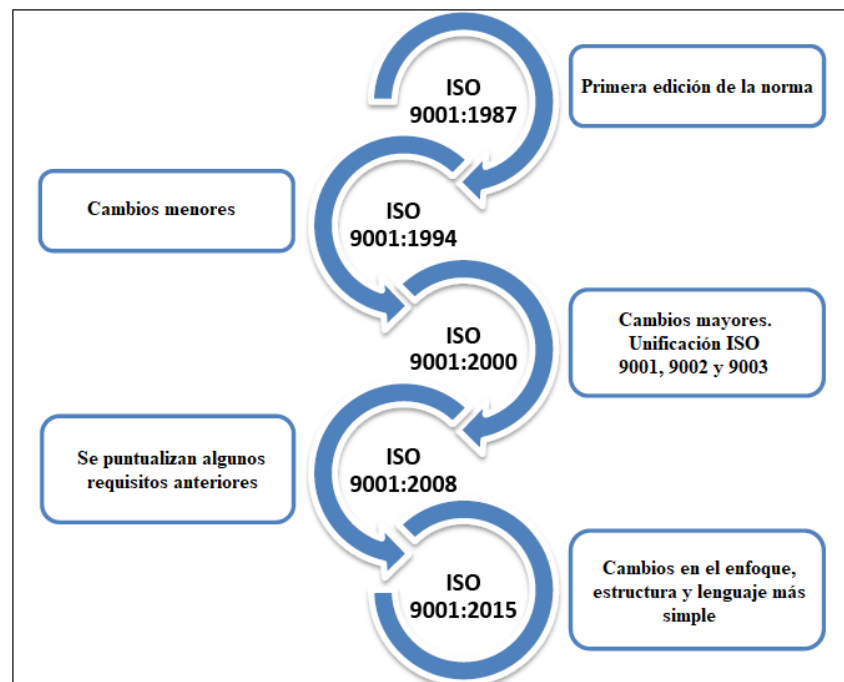 ISO
9001:1987
Primera edición de la norma
Cambios menores
ISO
9001:1994
ISO
9001:2000
Cambios mayores.
Unificación ISO
9001, 9002 y 9003
Se puntualizan algunos
requisitos anteriores
ISO
9001:2008
ISO
9001:2015
Cambios en el enfoque,
estructura y lenguaje más
simple